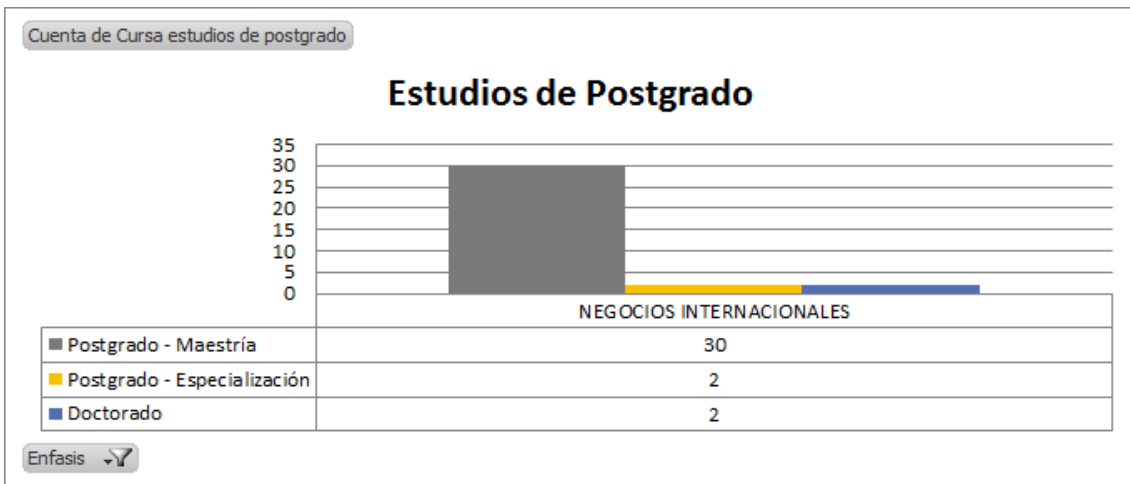 Cuenta de Cursa estudios de postgrado
Estudios de Postgrado
35
30
25
20
15
10
5
0
NEGOCIOS INTERNACIONALES
Postgrado - Maestría 30
Postgrado - Especialización 2
Doctorado 2
Enfasis